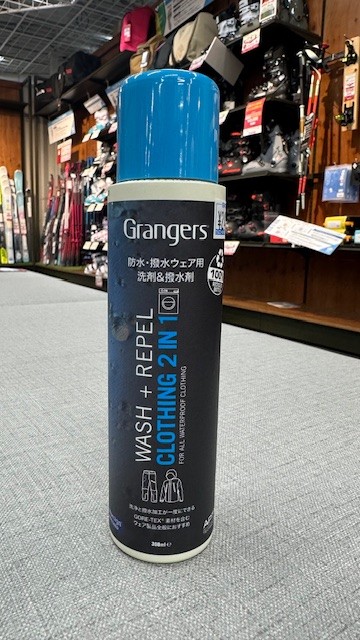 Grangers
防水・撥水ウェア用
洗剤&撥水剤
100%
WASH + REPEL
CLOTHING 2 IN 1
FOR ALL WATERPROOF CLOTHING
洗浄と撥水加工が一度にできる
GORE-TEX® 素材を含む
ウェア製品全般におすすめ